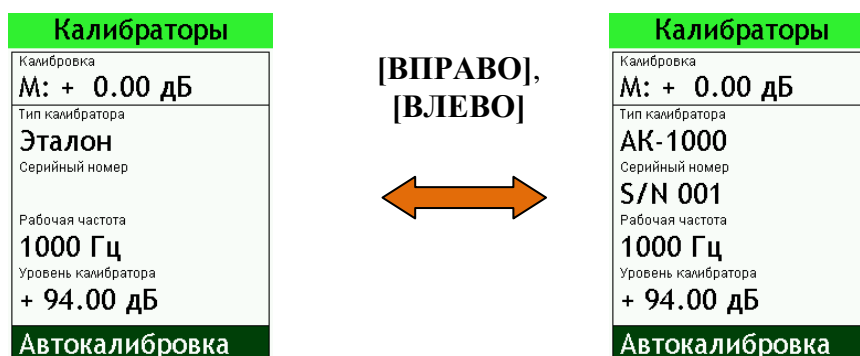 Калибраторы
Калибровка
М: + 0.00 дБ
Тип калибратора
Эталон
Серийный номер
Рабочая частота
1000 Гц
Уровень калибратора
+ 94.00 дБ
Автокалибровка
[ВПРАВО],
[ВЛЕВО]
Калибраторы
Калибровка
М: + 0.00 дБ
Тип калибратора
АК-1000
Серийный номер
S/N 001
Рабочая частота
1000 Гц
Уровень калибратора
+ 94.00 дБ
Автокалибровка